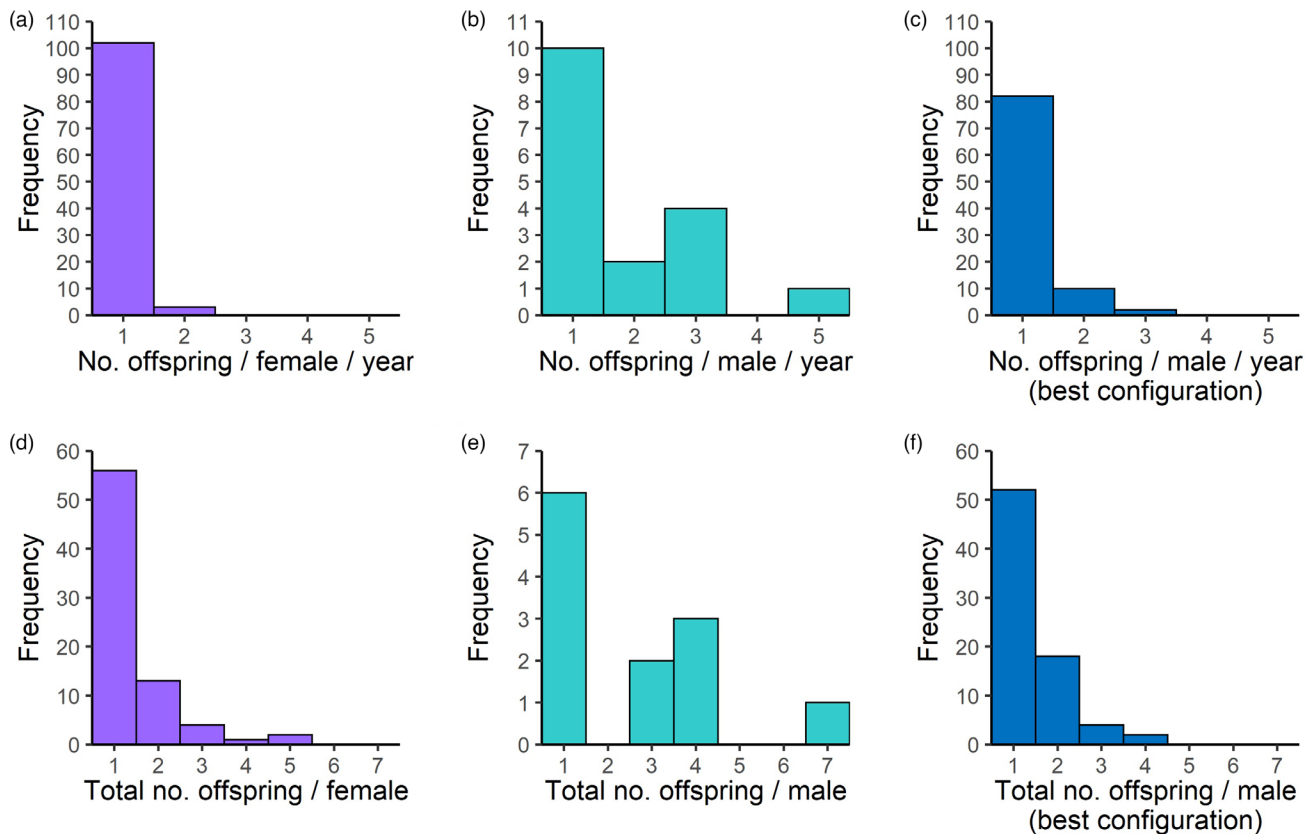 (a)
110
100
90
80
70
60
50
40
30
20
10
0
Frequency
1 2 3 4 5
No. offspring / female / year
(b)
11
10
9
8
7
6
5
4
3
2
1
0
Frequency
1 2 3 4 5
No. offspring / male / year
(c)
110
100
90
80
70
60
50
40
30
20
10
0
Frequency
1 2 3 4 5
No. offspring / male / year
(best configuration)
(d)
60
50
40
30
20
10
0
Frequency
1 2 3 4 5 6 7
Total no. offspring / female
(e)
7
6
5
4
3
2
1
0
Frequency
1 2 3 4 5 6 7
Total no. offspring / male
(f)
60
50
40
30
20
10
0
Frequency
1 2 3 4 5 6 7
Total no. offspring / male
(best configuration)